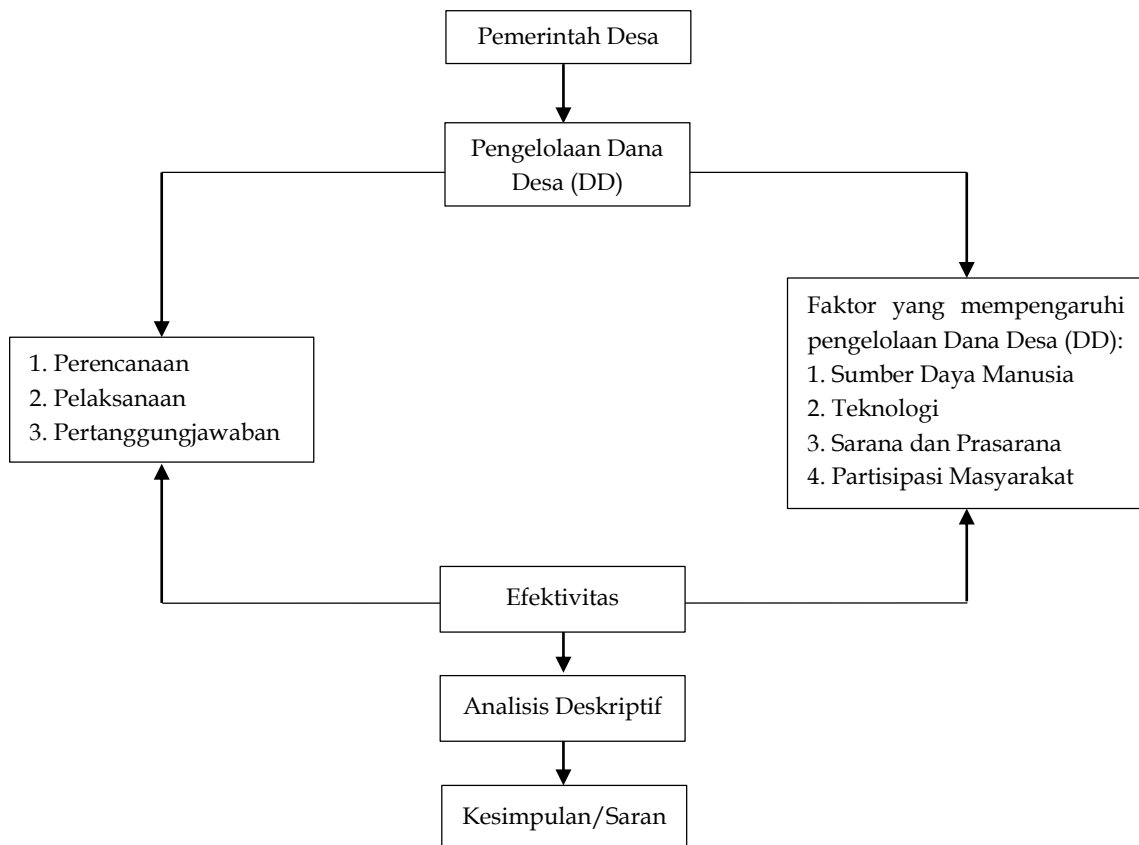 Pemerintah Desa
Pengelolaan Dana
Desa (DD)
1. Perencanaan
2. Pelaksanaan
3. Pertanggungjawaban
Faktor yang mempengaruhi
pengelolaan Dana Desa (DD):
1. Sumber Daya Manusia
2. Teknologi
3. Sarana dan Prasarana
4. Partisipasi Masyarakat
Efektivitas
Analisis Deskriptif
Kesimpulan/Saran